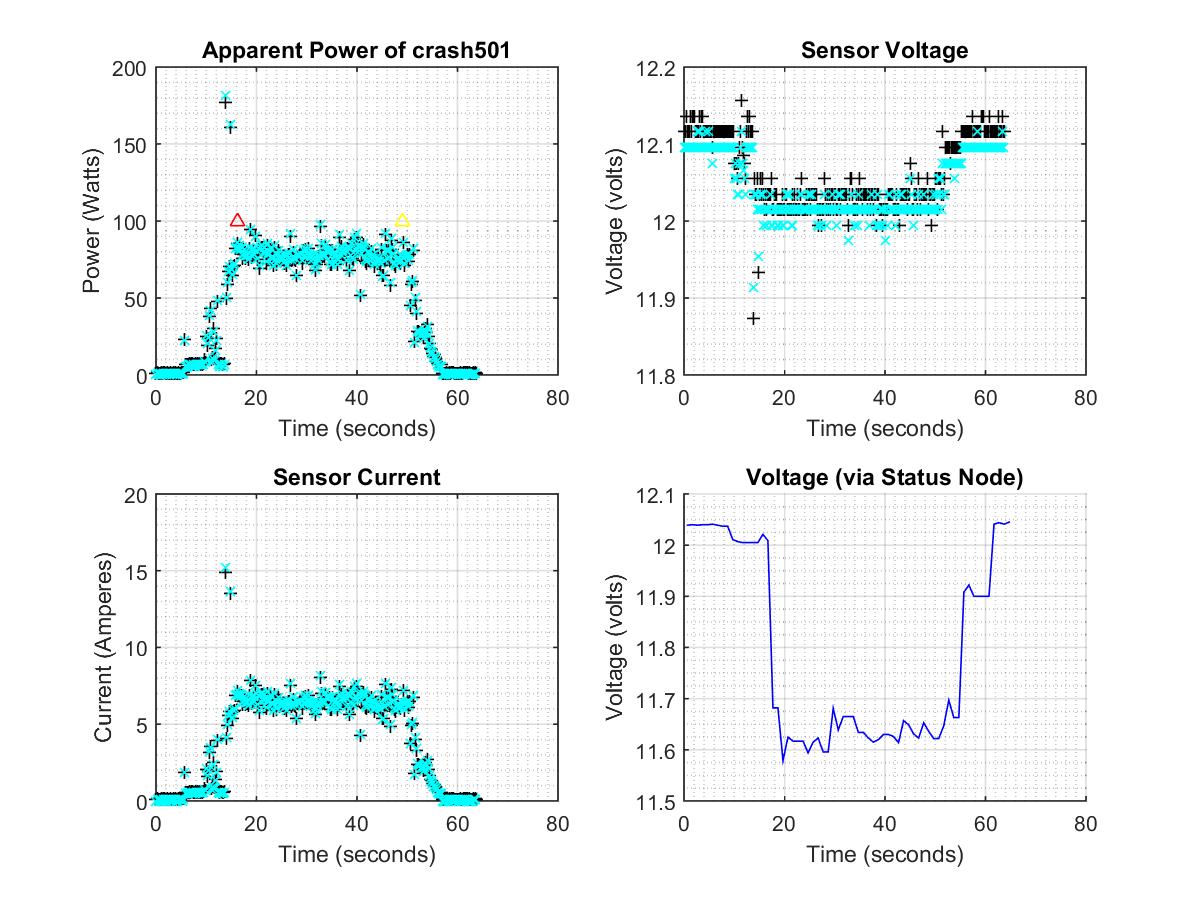 Apparent Power of crash501
200
150
100
50
0
Power (Watts)
0 20 40 60 80
Time (seconds)
Sensor Voltage
12.2
12.1
12
11.9
11.8
Voltage (volts)
0 20 40 60 80
Time (seconds)
Sensor Current
20
15
10
5
0
Current (Amperes)
0 20 40 60 80
Time (seconds)
Voltage (via Status Node)
12.1
12
11.9
11.8
11.7
11.6
11.5
Voltage (volts)
0 20 40 60 80
Time (seconds)